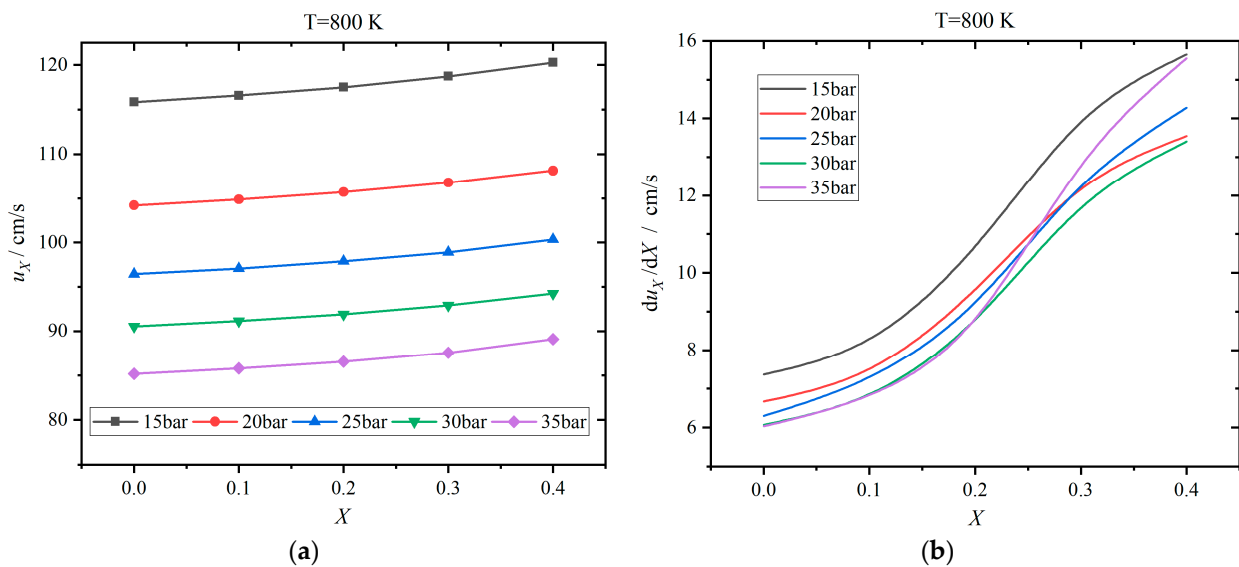 T=800 K
120
110
100
90
80
u_X / cm/s
15bar 20bar 25bar 30bar 35bar
0.0 0.1 0.2 0.3 0.4
X
(a)
T=800 K
16
14
12
10
8
6
du_X/dX / cm/s
15bar
20bar
25bar
30bar
35bar
0.0 0.1 0.2 0.3 0.4
X
(b)